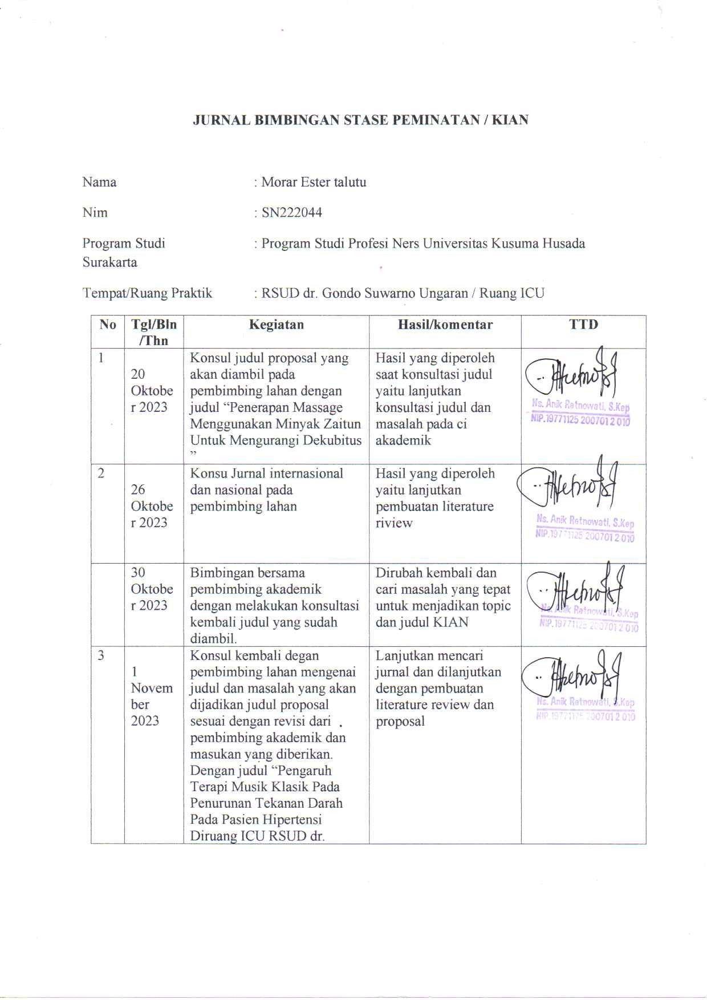 JURNAL BIMBINGAN STASE PEMINATAN / KIAN
Nama : Morar Ester talutu
Nim : SN222044
Program Studi : Program Studi Profesi Ners Universitas Kusuma Husada
Surakarta
Tempat/Ruang Praktik : RSUD dr. Gondo Suwarno Ungaran / Ruang ICU
No Tgl/Bln Kegiatan Hasil/komentar TTD
/Thn
1
20
Oktobe
r 2023
Konsul judul proposal yang
akan diambil pada
pembimbing lahan dengan
judul “Penerapan Massage
Menggunakan Minyak Zaitun
Untuk Mengurangi Dekubitus
”
Hasil yang diperoleh
saat konsultasi judul
yaitu lanjutkan
konsultasi judul dan
masalah pada ci
akademik
Ns. Anik Retnowati, S.Kep
NIP.19771125 200701 2 010
2
26
Oktobe
r 2023
Konsu Jurnal internasional
dan nasional pada
pembimbing lahan
Hasil yang diperoleh
yaitu lanjutkan
pembuatan literature
riview
Ns. Anik Retnowati, S.Kep
NIP.19771125 200701 2 010
30
Oktobe
r 2023
Bimbingan bersama
pembimbing akademik
dengan melakukan konsultasi
kembali judul yang sudah
diambil.
Dirubah kembali dan
cari masalah yang tepat
untuk menjadikan topic
dan judul KIAN
Ns. Anik Retnowati, S.Kep
NIP.19771125 200701 2 010
3
1
Novem
ber
2023
Konsul kembali degan
pembimbing lahan mengenai
judul dan masalah yang akan
dijadikan judul proposal
sesuai dengan revisi dari .
pembimbing akademik dan
masukan yang diberikan.
Dengan judul “Pengaruh
Terapi Musik Klasik Pada
Penurunan Tekanan Darah
Pada Pasien Hipertensi
Diruang ICU RSUD dr.
Lanjutkan mencari
jurnal dan dilanjutkan
dengan pembuatan
literature review dan
proposal
Ns. Anik Retnowati, S.Kep
NIP.19771125 200701 2 010